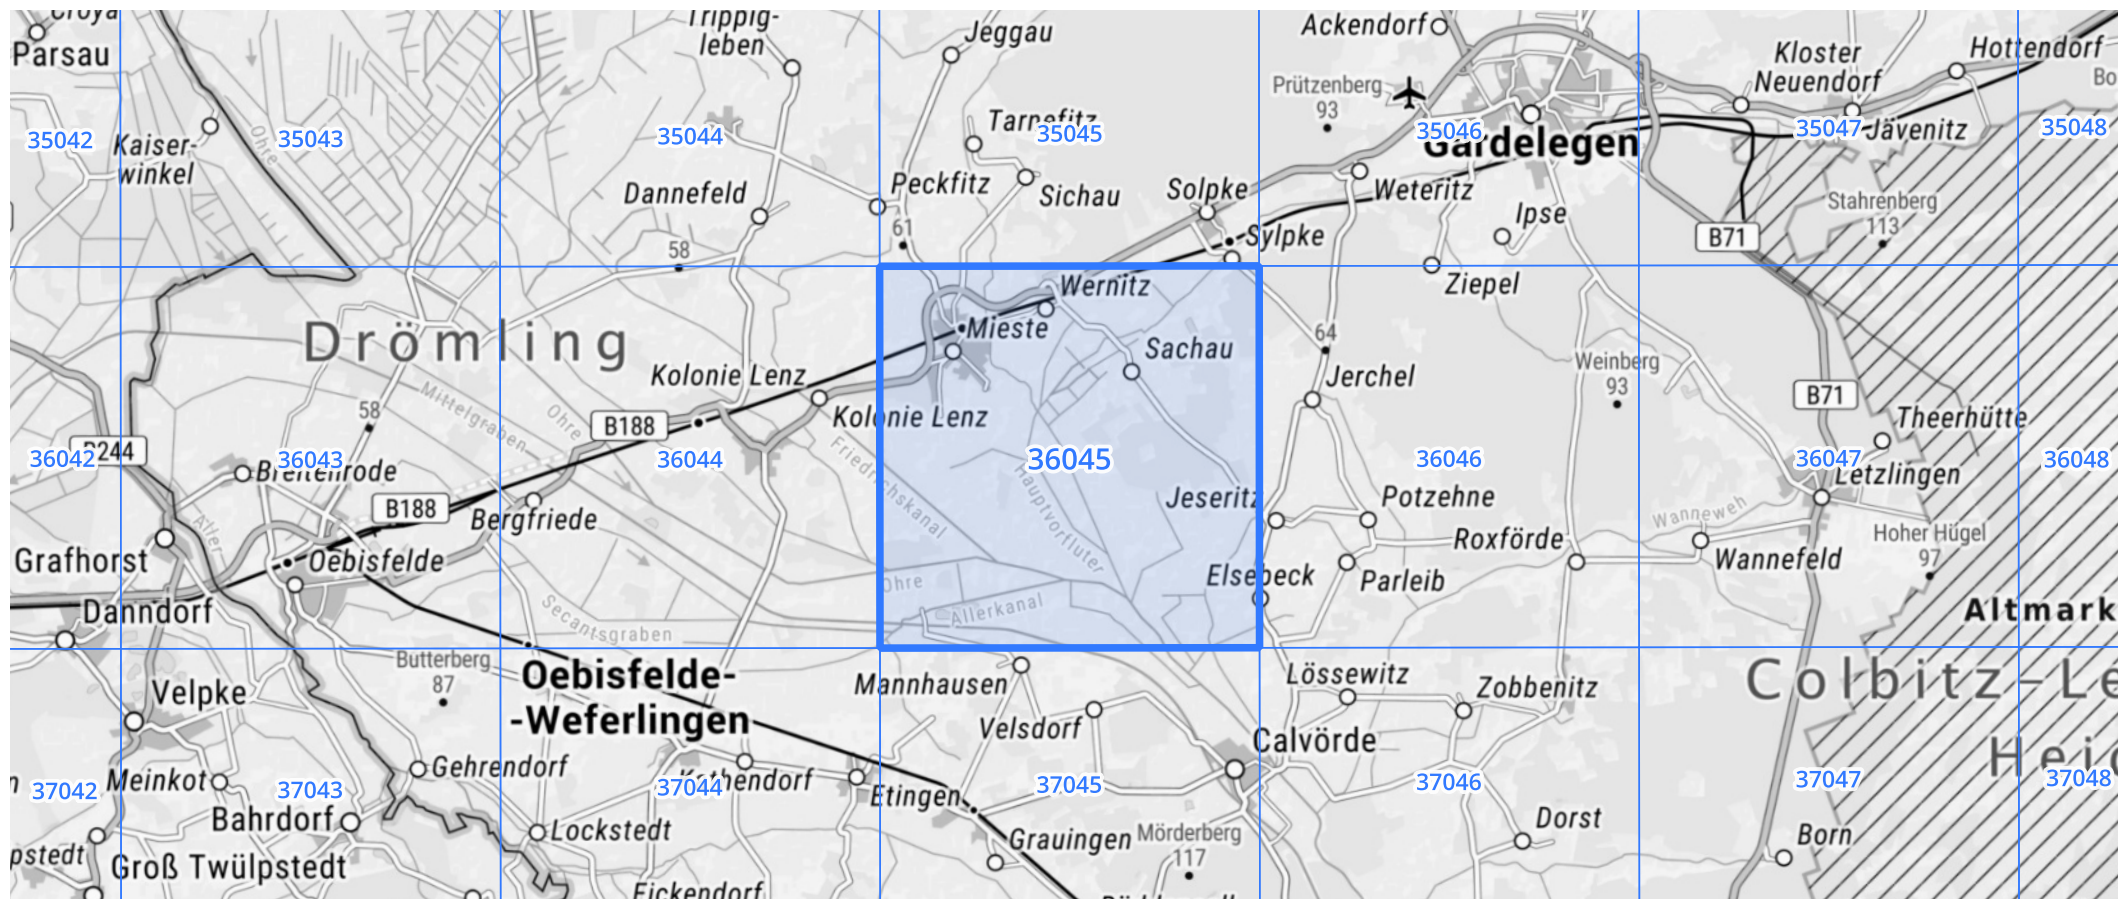 Parsau
Trippig-
leben
Jeggau
Ackendorf
Kloster
Neuendorf
Hottendorf
Prützenberg
93
35042
Kaiser-
winkel
Ohre
35043
35044
Tarnefitz
35045
35046
Gardelegen
35047
Jävenitz
35048
Dannefeld
Peckfitz
Sichau
Solpke
Weteritz
Ipse
Stahrenberg
113
58
61
Sylpke
B71
Ziepel
Drömling
Wernitz
Mieste
Sachau
64
Weinberg
93
Kolonie Lenz
Jerchel
B71
58
Mittelgraben
Ohre
B188
Kolonie Lenz
Theerhütte
B244
36042
Breitenrode
36043
36044
Friedrichskanal
36045
Hauptvorfluter
36046
36047
36048
Letzlingen
B188
Bergfriede
Jeseritz
Potzehne
Wanneweh
Aller
Grafhorst
Oebisfelde
Roxförde
Wannefeld
Hoher Hügel
97
Ohre
Elsebeck
Parleib
Danndorf
Secantsgraben
Allerkanal
Altmark
Butterberg
87
Oebisfelde-
-Weferlingen
Mannhausen
Lössewitz
Zobbenitz
Colbitz-Le
Velpke
Velsdorf
Calvörde
Heid
37042
Meinkot
37043
Gehrendorf
37044
Kathendorf
Etingen
37045
37046
37047
37048
Bahrdorf
Lockstedt
Grauingen
Mörderberg
117
Dorst
Born
pstedt
Groß Twülpstedt
Eickendorf